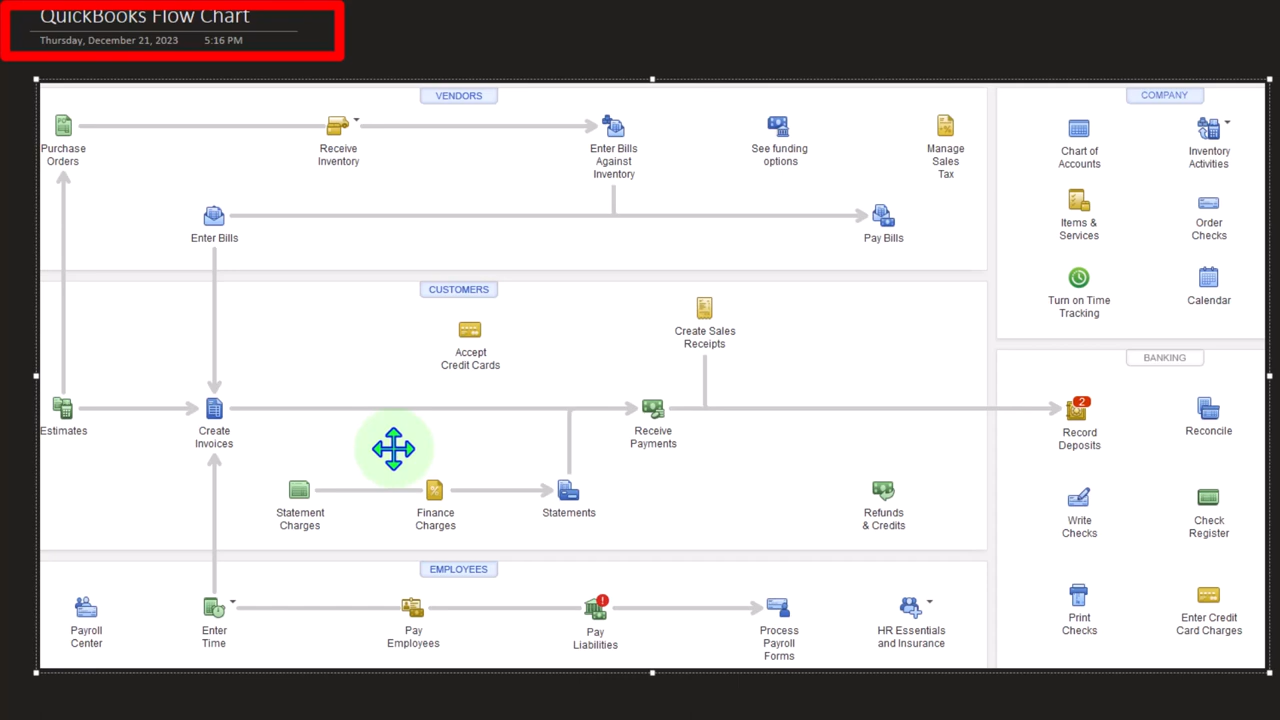 QuickBooks Flow Chart
Thursday, December 21, 2023 5:16 PM
VENDORS
Purchase
Orders
Receive
Inventory
Enter Bills
Against
Inventory
See funding
options
Manage
Sales
Tax
Enter Bills
Pay Bills
CUSTOMERS
Accept
Credit Cards
Create Sales
Receipts
Estimates
Create
Invoices
Receive
Payments
Statement
Charges
Finance
Charges
Statements
Refunds
& Credits
EMPLOYEES
Payroll
Center
Enter
Time
Pay
Employees
!
Pay
Liabilities
Process
Payroll
Forms
HR Essentials
and Insurance
COMPANY
Chart of
Accounts
Inventory
Activities
Items &
Services
Order
Checks
Turn on Time
Tracking
Calendar
BANKING
2
Record
Deposits
Reconcile
Write
Checks
Check
Register
Print
Checks
Enter Credit
Card Charges